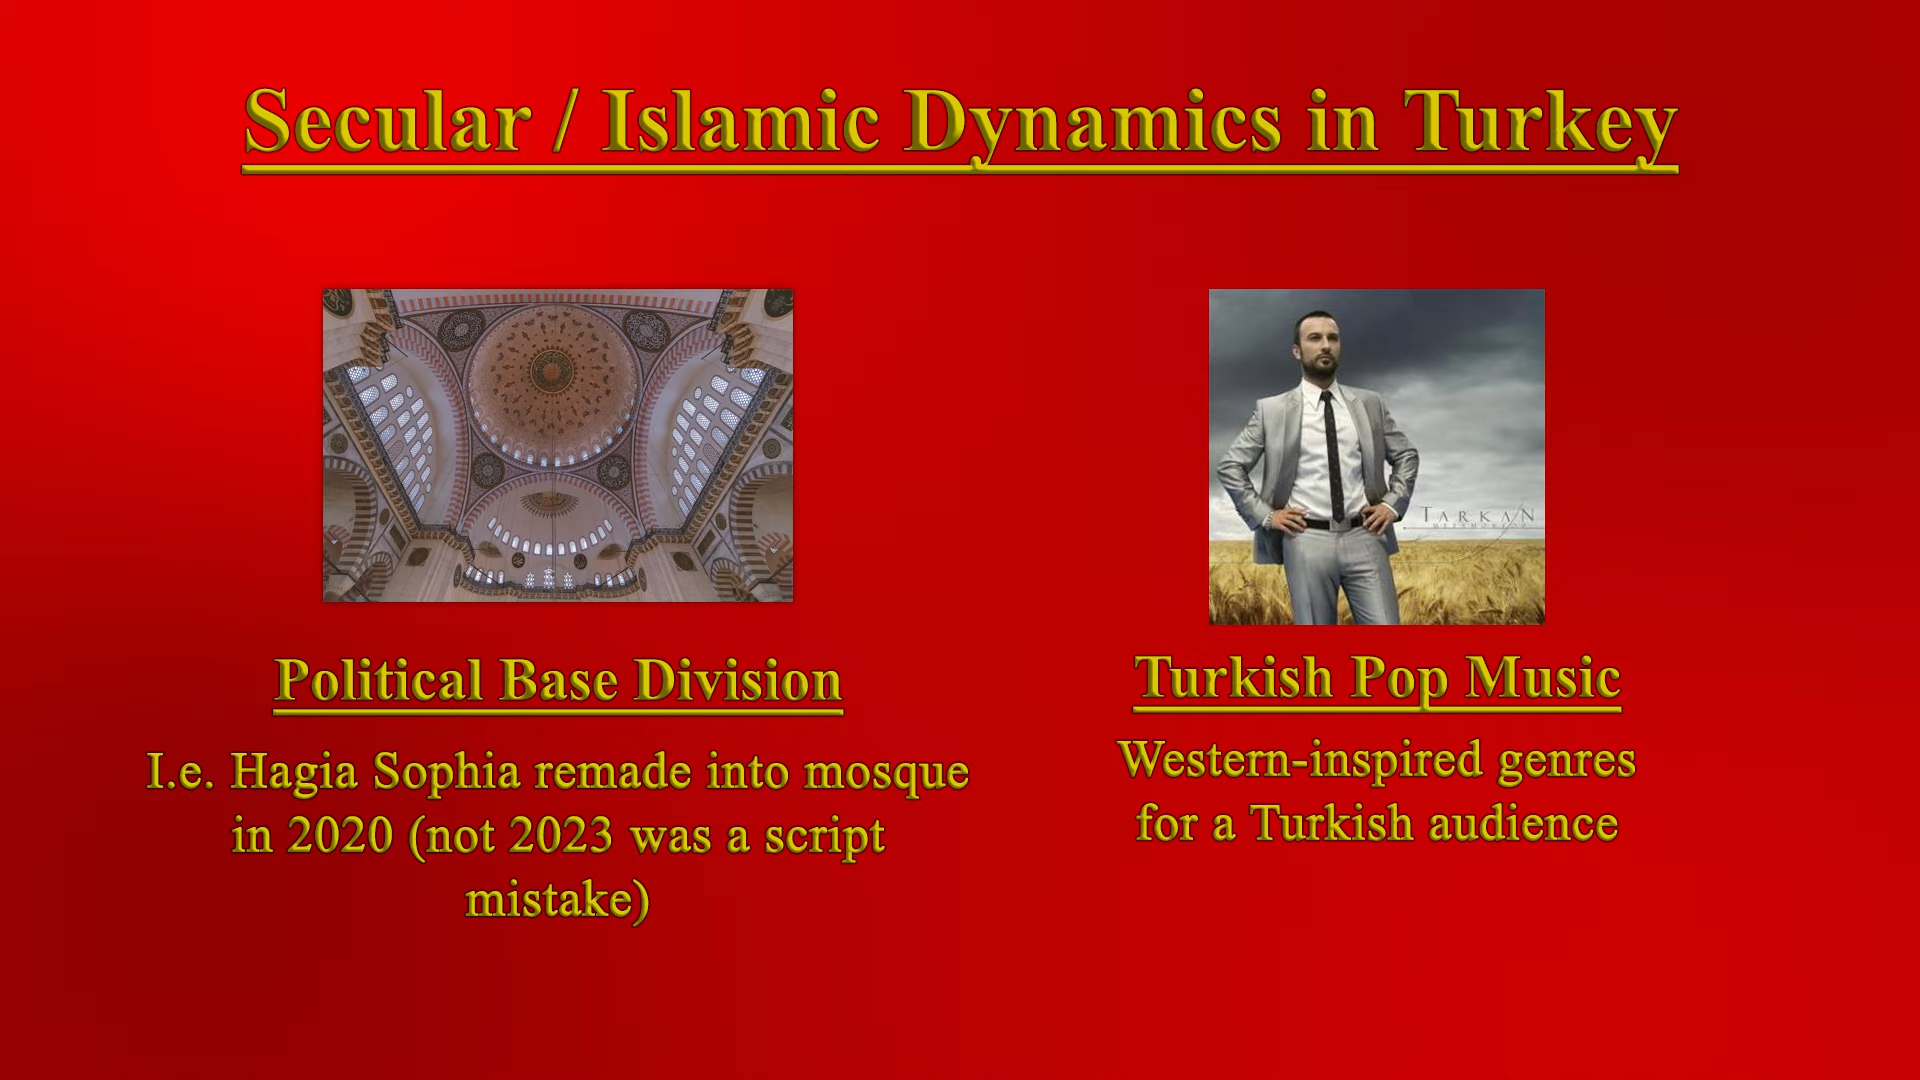 Secular / Islamic Dynamics in Turkey
TARKAN
METAMORFOZ
Political Base Division
I.e. Hagia Sophia remade into mosque
in 2020 (not 2023 was a script
mistake)
Turkish Pop Music
Western-inspired genres
for a Turkish audience